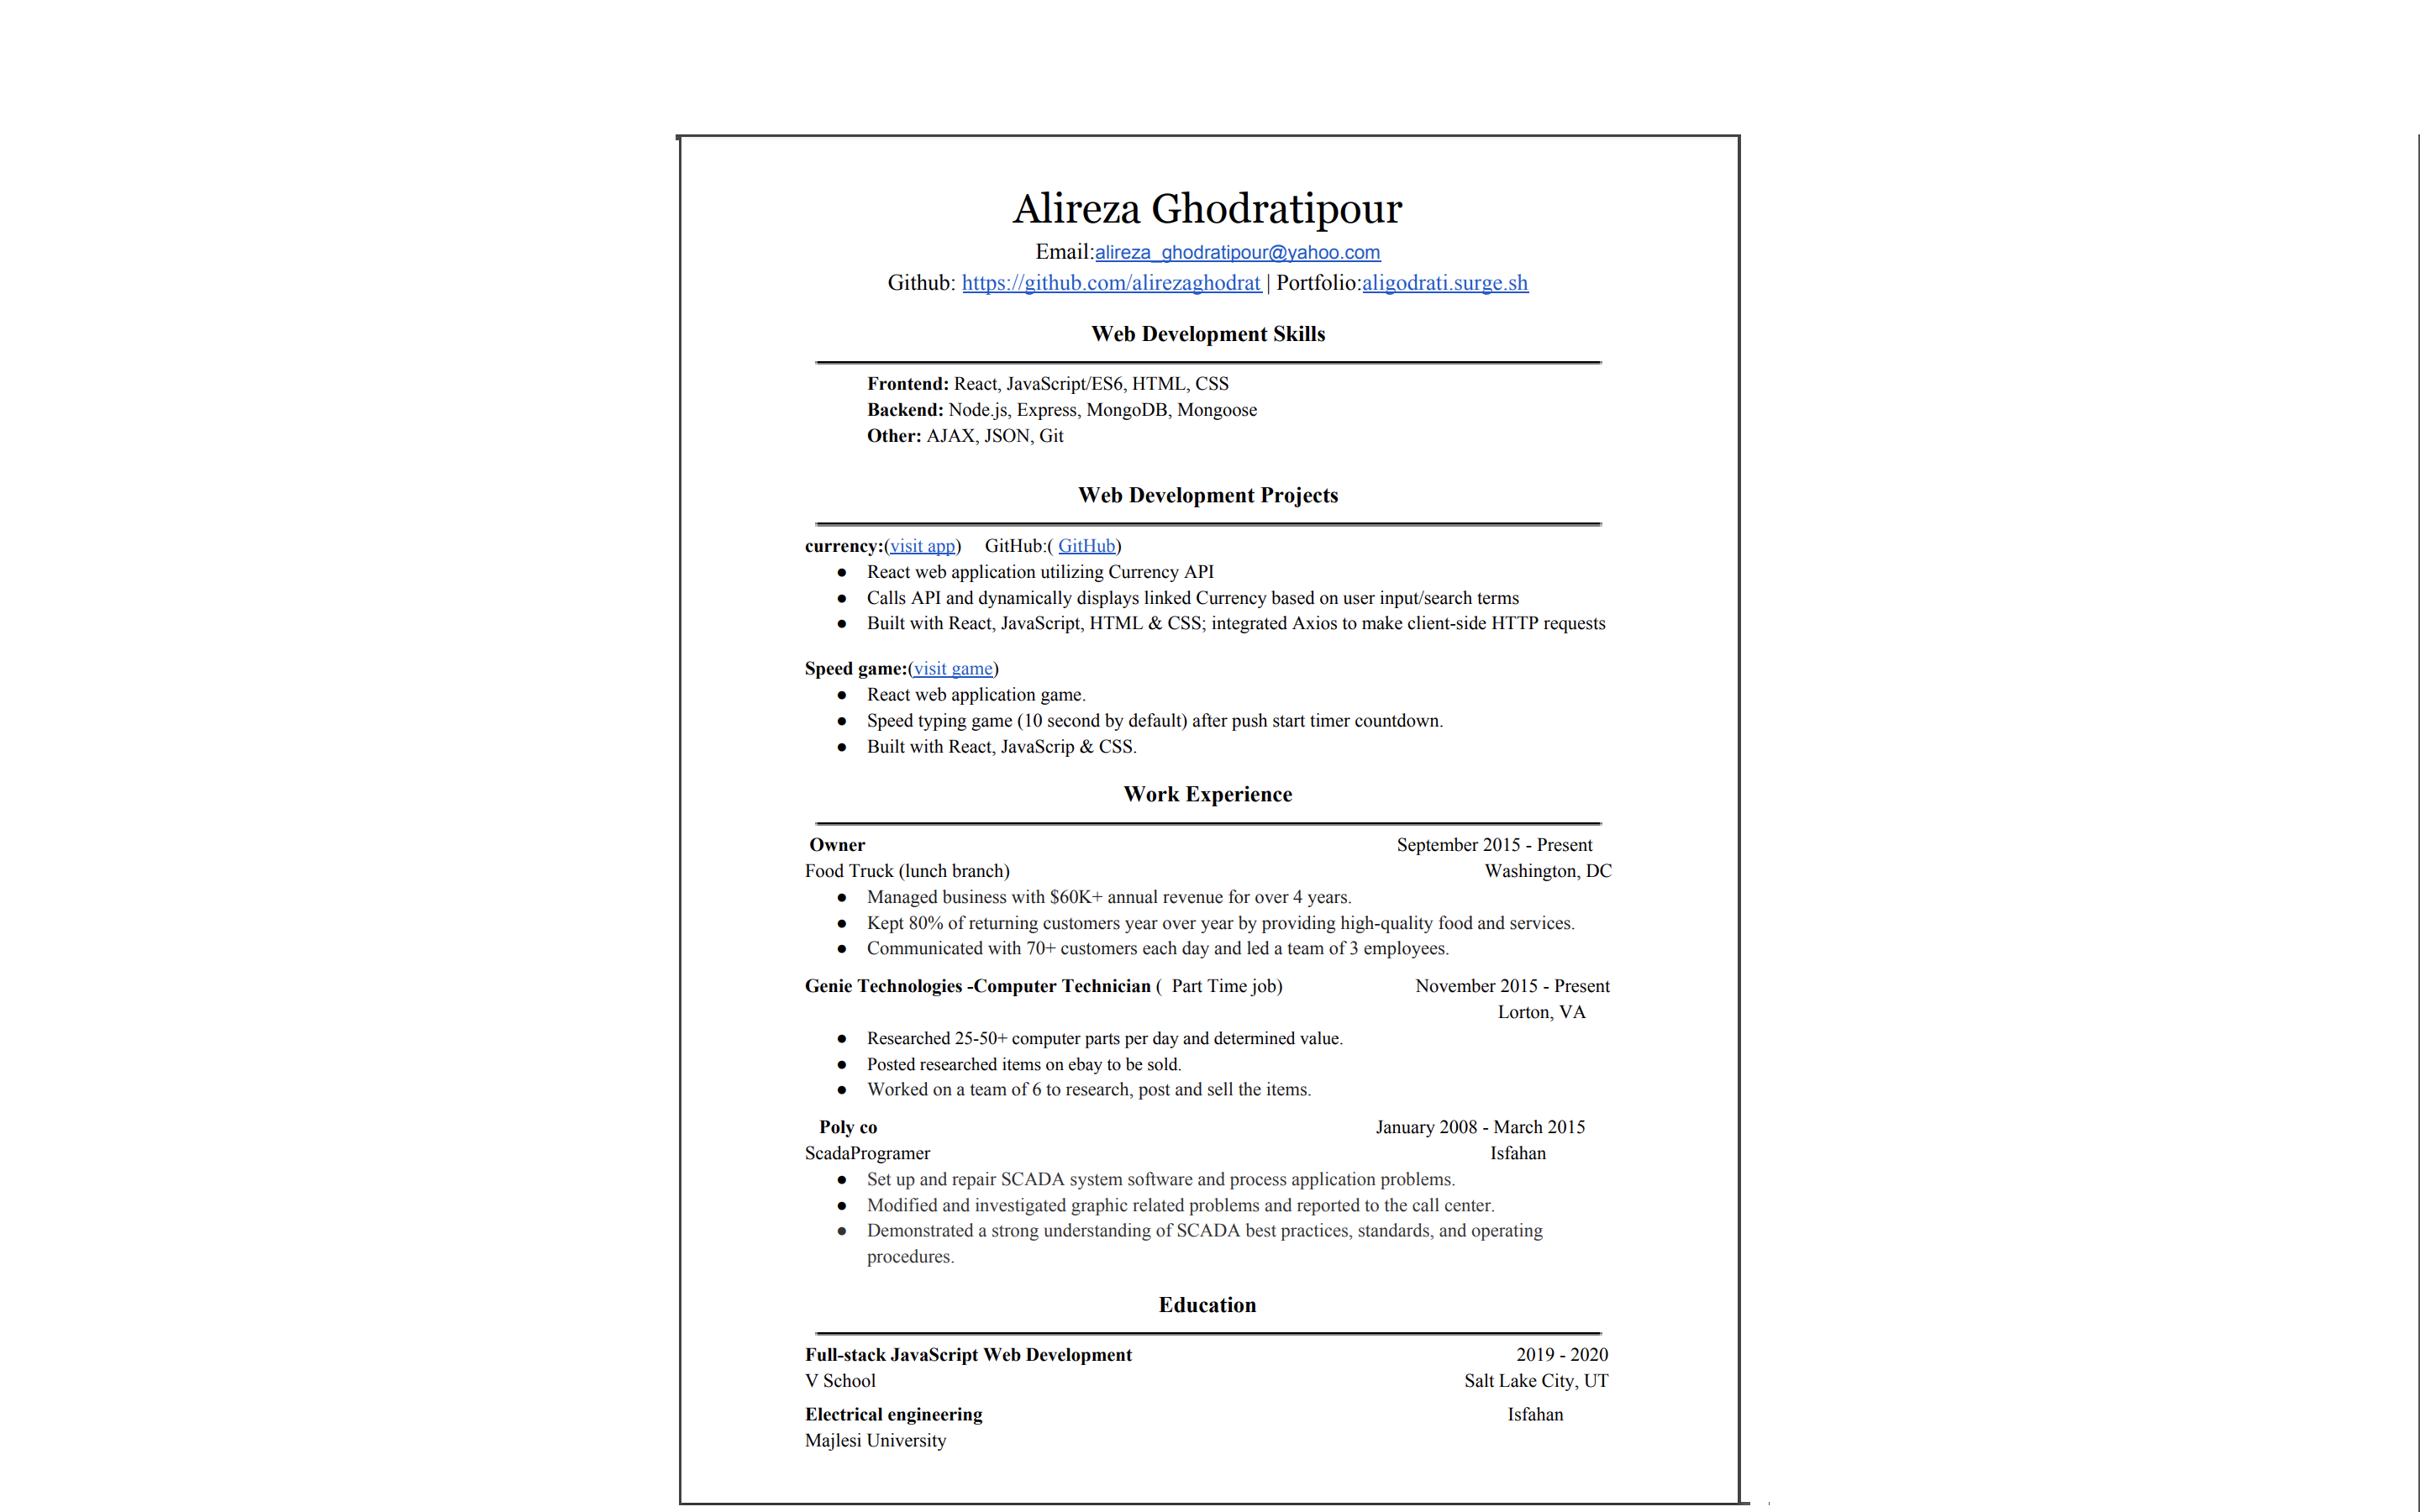 Alireza Ghodratipour
Email:alireza_ghodratipour@yahoo.com
Github: https://github.com/alirezaghodrat | Portfolio:aligodrati.surge.sh
Web Development Skills
Frontend: React, JavaScript/ES6, HTML, CSS
Backend: Node.js, Express, MongoDB, Mongoose
Other: AJAX, JSON, Git
Web Development Projects
currency:(visit app) GitHub:( GitHub)
● React web application utilizing Currency API
● Calls API and dynamically displays linked Currency based on user input/search terms
● Built with React, JavaScript, HTML & CSS; integrated Axios to make client-side HTTP requests
Speed game:(visit game)
● React web application game.
● Speed typing game (10 second by default) after push start timer countdown.
● Built with React, JavaScrip & CSS.
Work Experience
Owner September 2015 - Present
Food Truck (lunch branch) Washington, DC
● Managed business with $60K+ annual revenue for over 4 years.
● Kept 80% of returning customers year over year by providing high-quality food and services.
● Communicated with 70+ customers each day and led a team of 3 employees.
Genie Technologies -Computer Technician ( Part Time job) November 2015 - Present
Lorton, VA
● Researched 25-50+ computer parts per day and determined value.
● Posted researched items on ebay to be sold.
● Worked on a team of 6 to research, post and sell the items.
Poly co January 2008 - March 2015
ScadaProgramer Isfahan
● Set up and repair SCADA system software and process application problems.
● Modified and investigated graphic related problems and reported to the call center.
● Demonstrated a strong understanding of SCADA best practices, standards, and operating
procedures.
Education
Full-stack JavaScript Web Development 2019 - 2020
V School Salt Lake City, UT
Electrical engineering Isfahan
Majlesi University